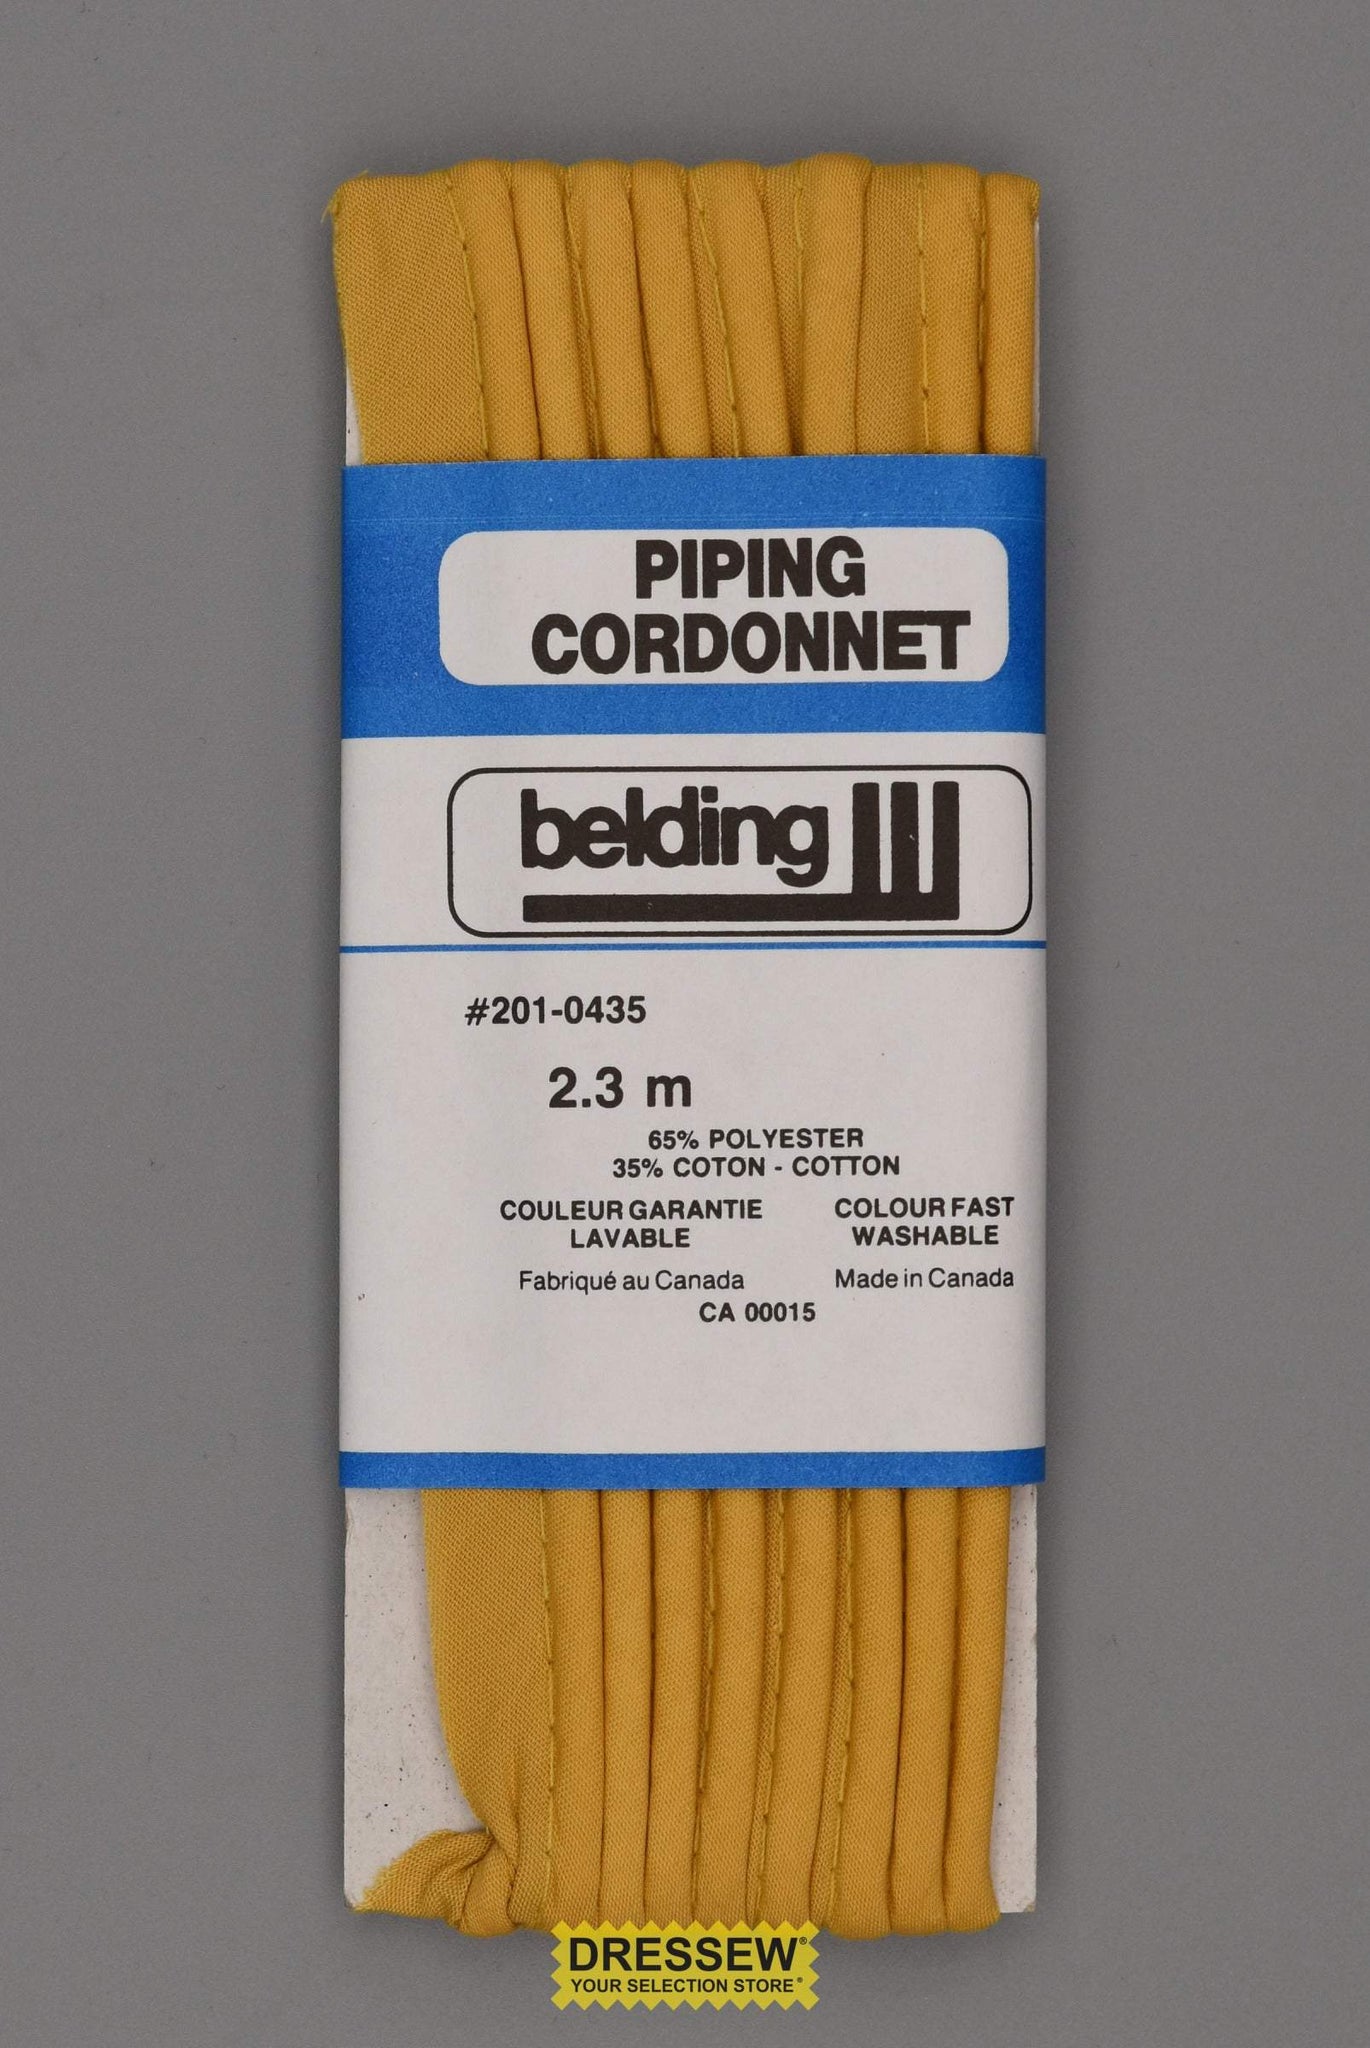 PIPING
CORDONNET
belding
#201-0435
2.3 m
65% POLYESTER
35% COTON - COTTON
COULEUR GARANTIE
LAVABLE
COLOUR FAST
WASHABLE
Fabriqué au Canada
Made in Canada
CA 00015
DRESSEW®
YOUR SELECTION STORE®